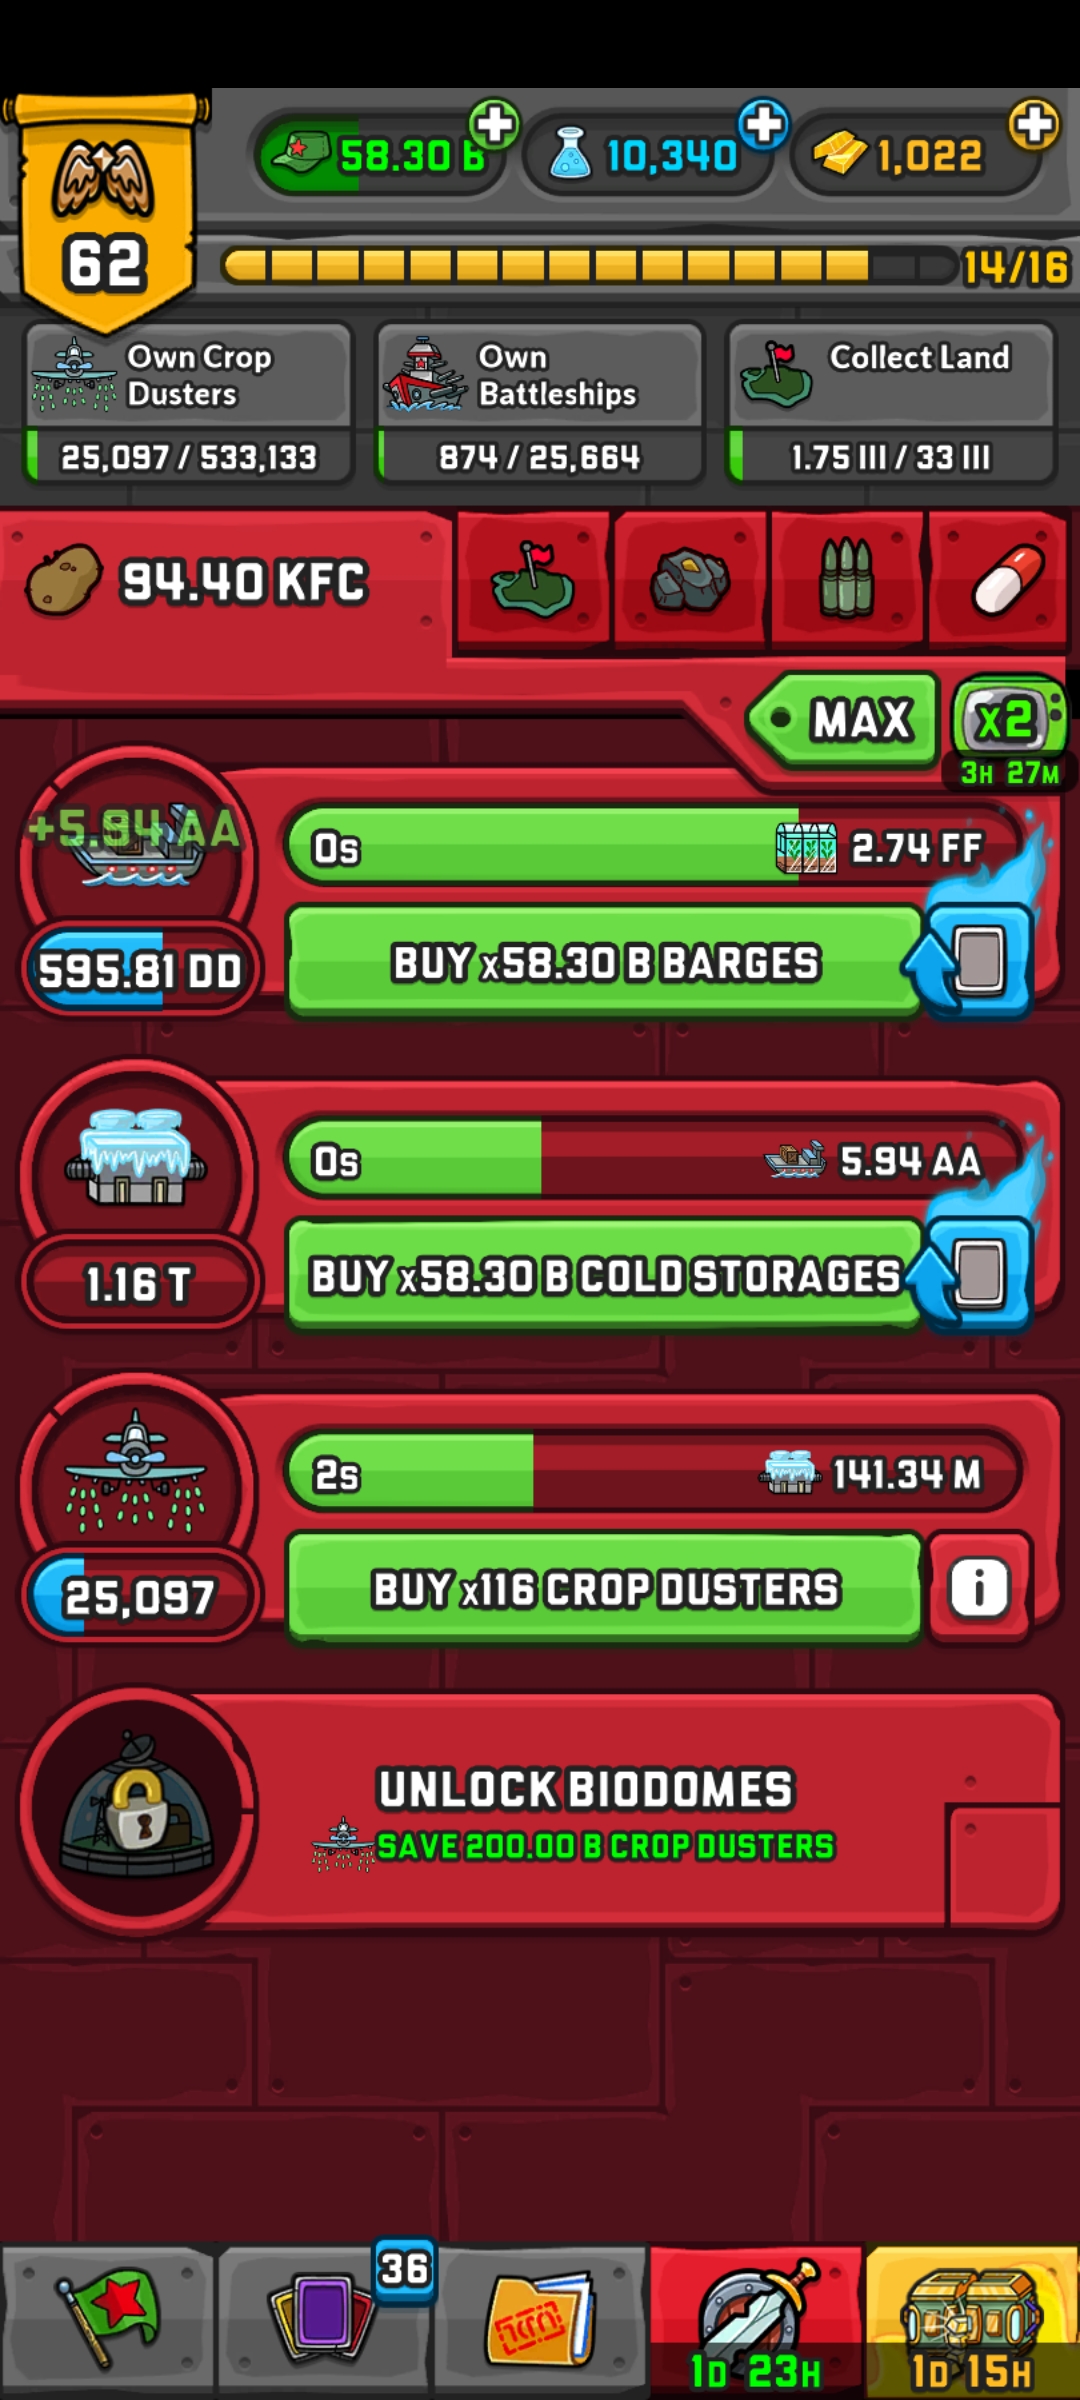 58.30 B
10,340
1,022
62
14/16
Own Crop
Dusters
25,097 / 533,133
Own
Battleships
874 / 25,664
Collect Land
1.75 III / 33 III
94.40 KFC
MAX
x2
3H 27M
+5.94 AA
0s
2.74 FF
595.81 DD
BUY x58.30 B BARGES
0s
5.94 AA
1.16 T
BUY x58.30 B COLD STORAGES
2s
141.34 M
25,097
BUY x116 CROP DUSTERS
i
UNLOCK BIODOMES
SAVE 200.00 B CROP DUSTERS
36
1D 23H
1D 15H